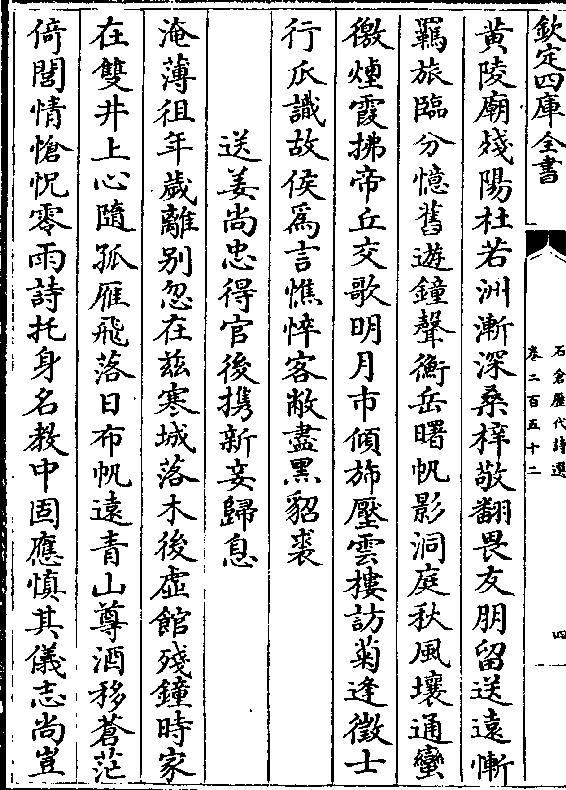 欽定四庫全書
石倉歷代詩選
卷二百五十二
四
黄陵廟殘陽杜若洲漸深桑梓敬翻畏友朋留送遠慚
羈旅臨分憶舊遊鐘聲衡岳曙帆影洞庭秋風壤通蠻
徼煙霞拂帝丘交歌明月市傾斾壓雲樓訪菊逢徵士
行瓜識故侯為言憔悴客敝盡黑貂裘
送姜尚忠得官後攜新妾歸息
淹薄徂年歲離別忽在兹寒城落木後虛館殘鐘時家
在雙井上心隨孤雁飛落日布帆遠青山尊酒移蒼茫
倚閭情愴怳零雨詩托身名教中固應慎其儀志尚豈